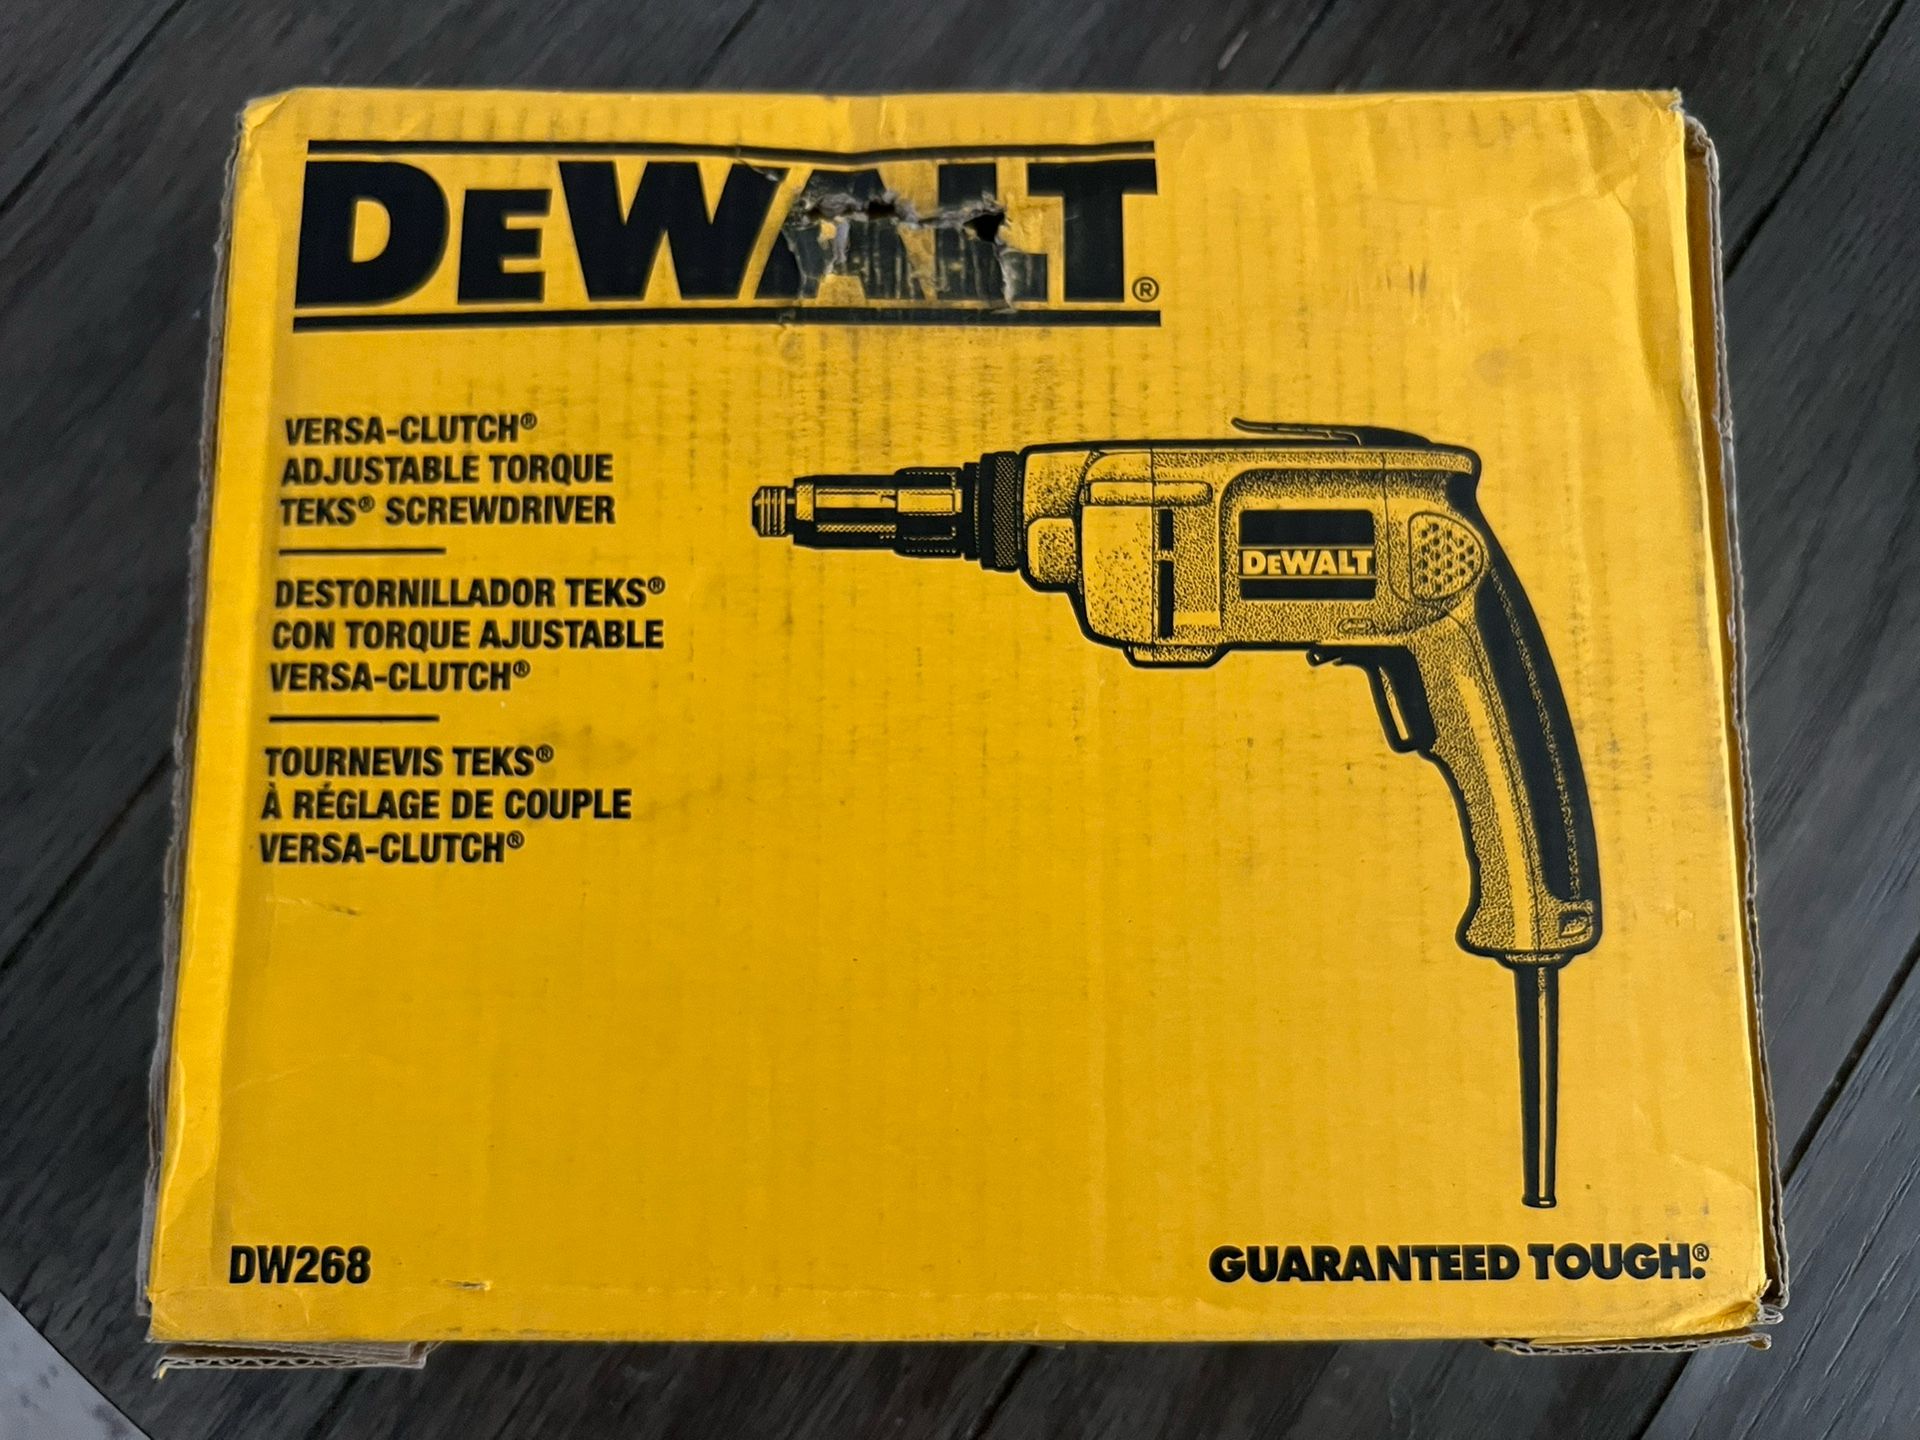 DEWALT®
VERSA-CLUTCH®
ADJUSTABLE TORQUE
TEKS® SCREWDRIVER
DESTORNILLADOR TEKS®
CON TORQUE AJUSTABLE
VERSA-CLUTCH®
TOURNEVIS TEKS®
À RÉGLAGE DE COUPLE
VERSA-CLUTCH®
DEWALT
DW268
GUARANTEED TOUGH.®